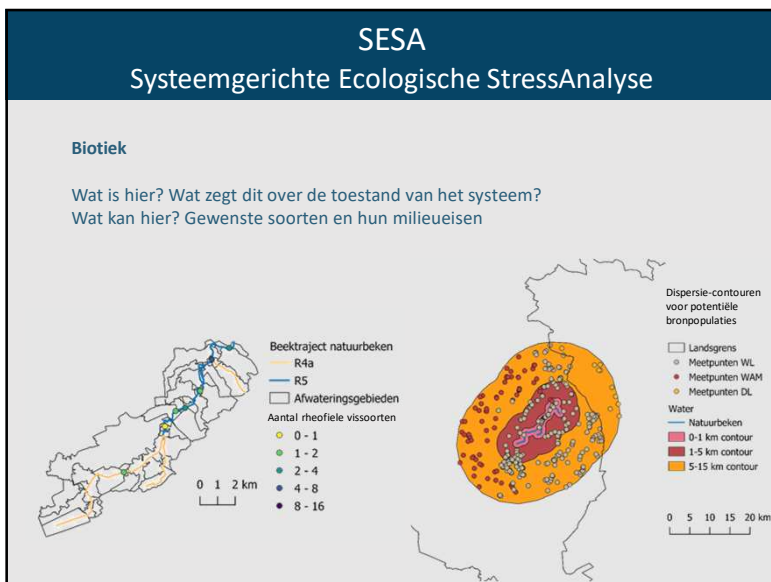 SESA
Systeemgerichte Ecologische StressAnalyse
Biotiek
Wat is hier? Wat zegt dit over de toestand van het systeem?
Wat kan hier? Gewenste soorten en hun milieueisen
Beektraject natuurbeken
R4a
R5
Afwateringsgebieden
Aantal rheofiele vissoorten
0 - 1
1 - 2
2 - 4
4 - 8
8 - 16
0 1 2 km
Dispersie-contouren
voor potentiële
bronpopulaties
Landsgrens
Meetpunten WL
Meetpunten WAM
Meetpunten DL
Water
Natuurbeken
0-1 km contour
1-5 km contour
5-15 km contour
0 5 10 15 20 km